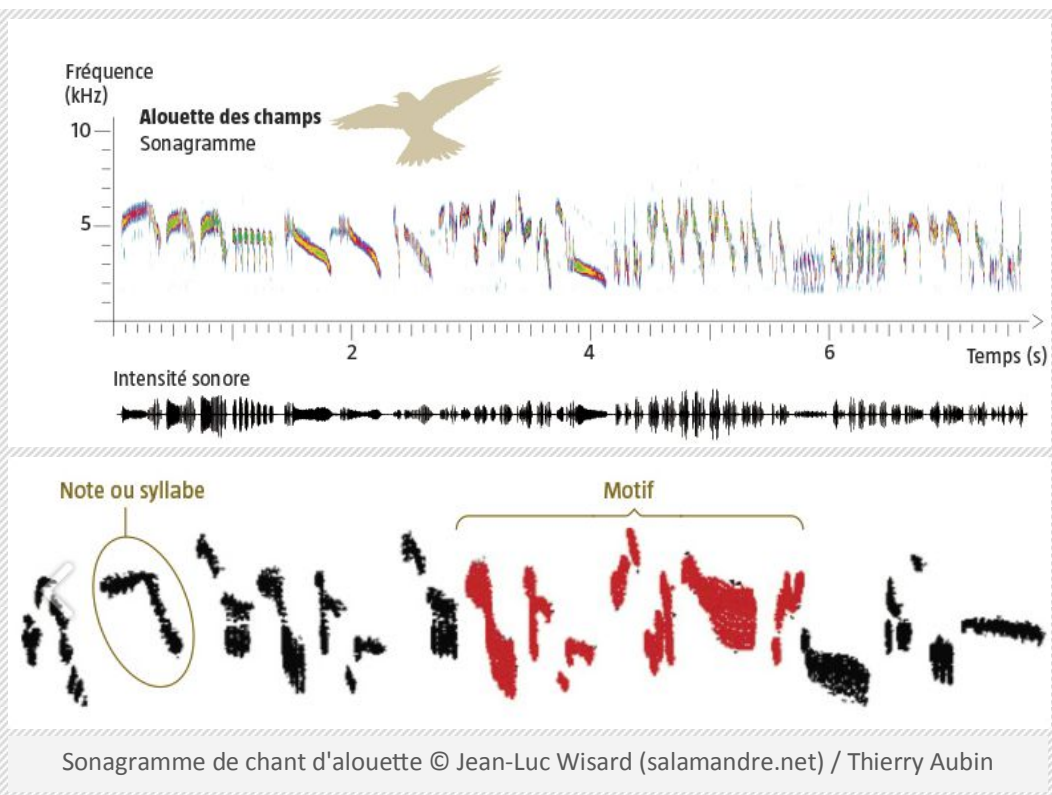 Fréquence
(kHz)
Alouette des champs
Sonagramme
10
5
2
4
6
Temps (s)
Intensité sonore
Note ou syllabe
Motif
Sonagramme de chant d'alouette © Jean-Luc Wisard (salamandre.net) / Thierry Aubin